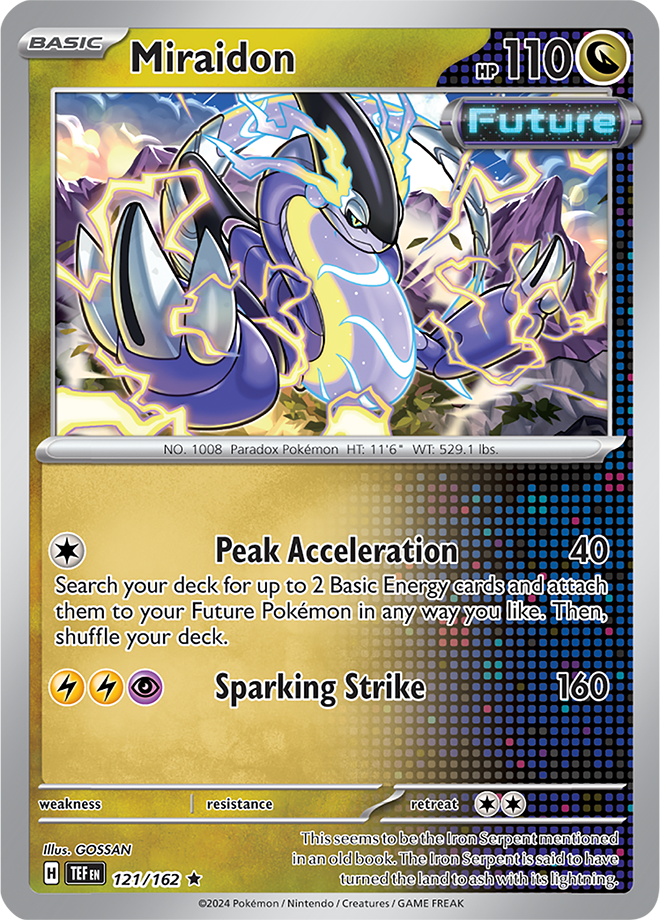 BASIC
Miraidon
HP 110
Future
NO. 1008 Paradox Pokémon HT: 11'6" WT: 529.1 lbs.
Peak Acceleration 40
Search your deck for up to 2 Basic Energy cards and attach
them to your Future Pokémon in any way you like. Then,
shuffle your deck.
Sparking Strike 160
weakness resistance retreat
Illus. GOSSAN
This seems to be the Iron Serpent mentioned
in an old book. The Iron Serpent is said to have
turned the land to ash with its lightning.
H TEF EN 121/162
©2024 Pokémon / Nintendo / Creatures / GAME FREAK